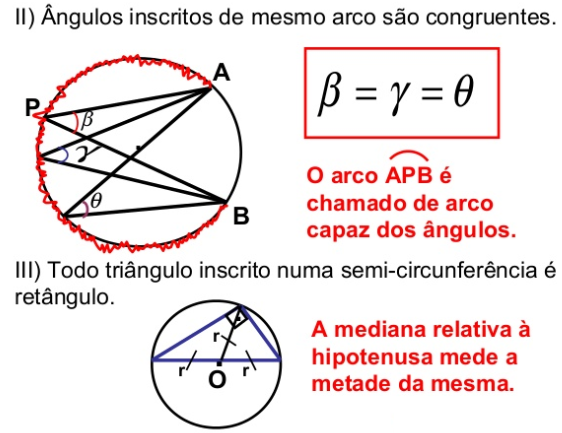 II) Ângulos inscritos de mesmo arco são congruentes.
A
P
β
γ
θ
B
β = γ = θ
O arco APB é
chamado de arco
capaz dos ângulos.
III) Todo triângulo inscrito numa semi-circunferência é
retângulo.
r
r
O
r
A mediana relativa à
hipotenusa mede a
metade da mesma.